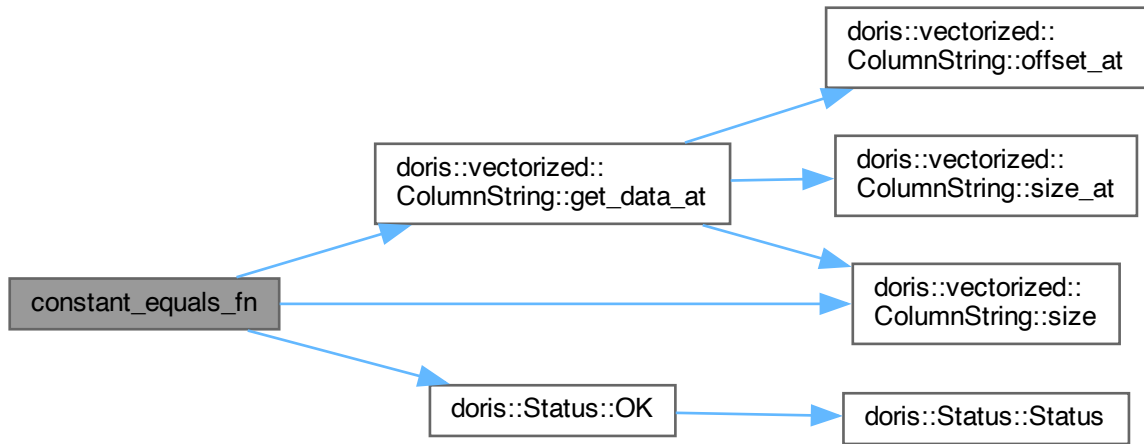 doris::vectorized::
ColumnString::offset_at
doris::vectorized::
ColumnString::get_data_at
doris::vectorized::
ColumnString::size_at
constant_equals_fn
doris::vectorized::
ColumnString::size
doris::Status::OK
doris::Status::Status